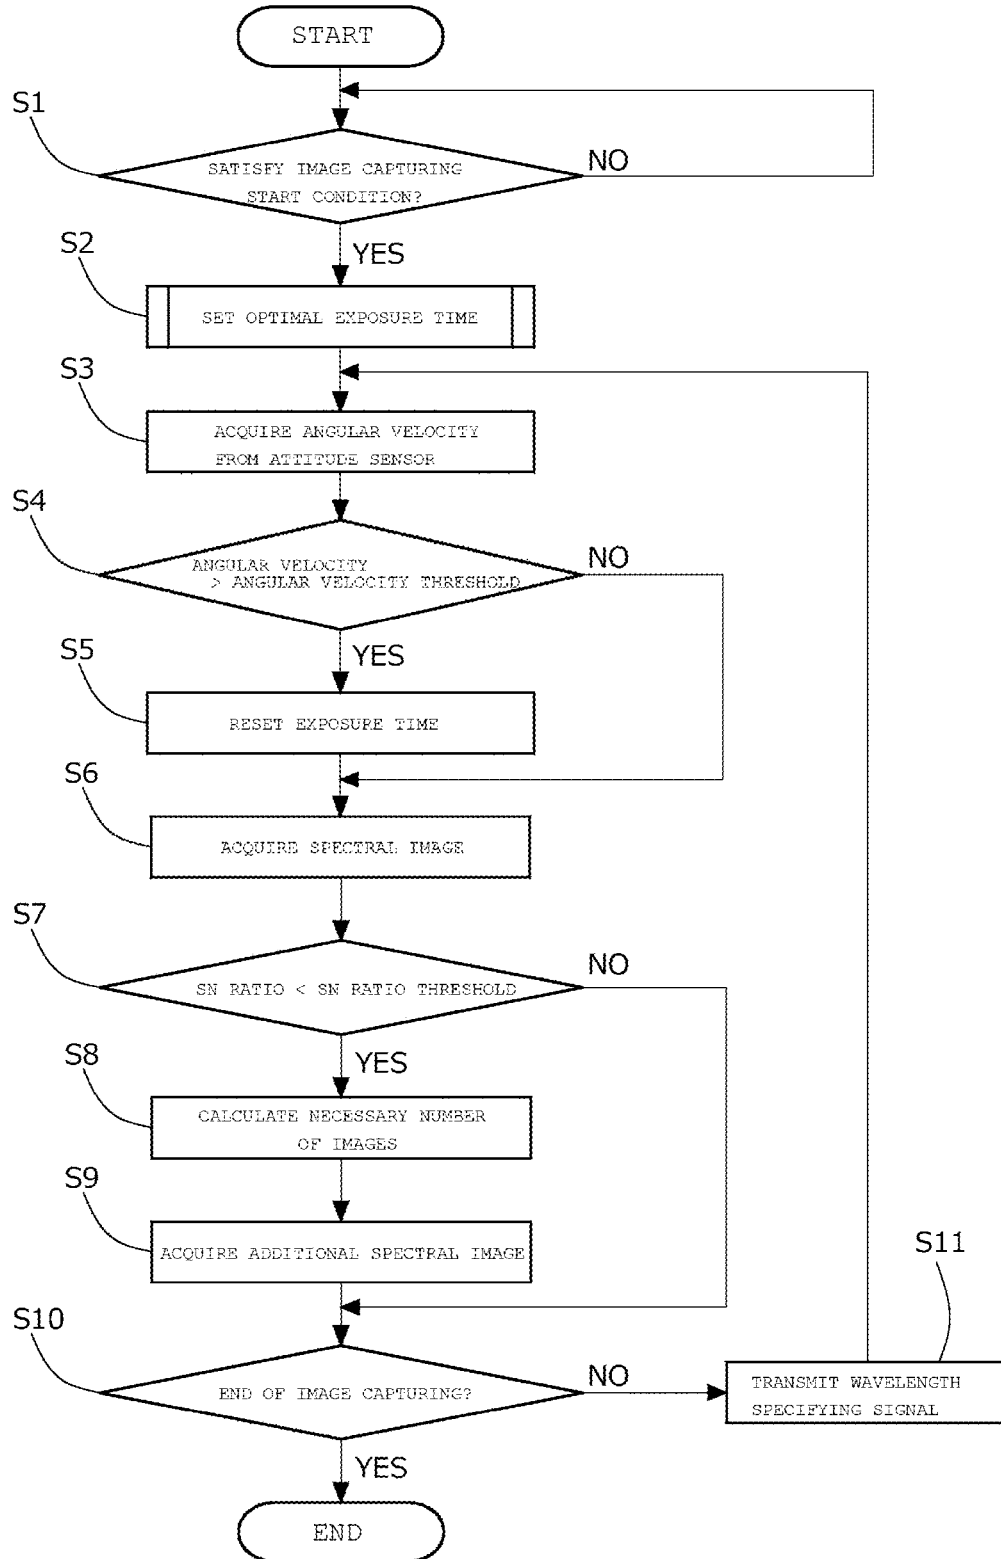 START
S1
SATISFY IMAGE CAPTURING
START CONDITION?
NO
YES
S2
SET OPTIMAL EXPOSURE TIME
S3
ACQUIRE ANGULAR VELOCITY
FROM ATTITUDE SENSOR
S4
ANGULAR VELOCITY
> ANGULAR VELOCITY THRESHOLD
NO
YES
S5
RESET EXPOSURE TIME
S6
ACQUIRE SPECTRAL IMAGE
S7
SN RATIO < SN RATIO THRESHOLD
NO
YES
S8
CALCULATE NECESSARY NUMBER
OF IMAGES
S9
ACQUIRE ADDITIONAL SPECTRAL IMAGE
S10
END OF IMAGE CAPTURING?
NO
S11
TRANSMIT WAVELENGTH
SPECIFYING SIGNAL
YES
END